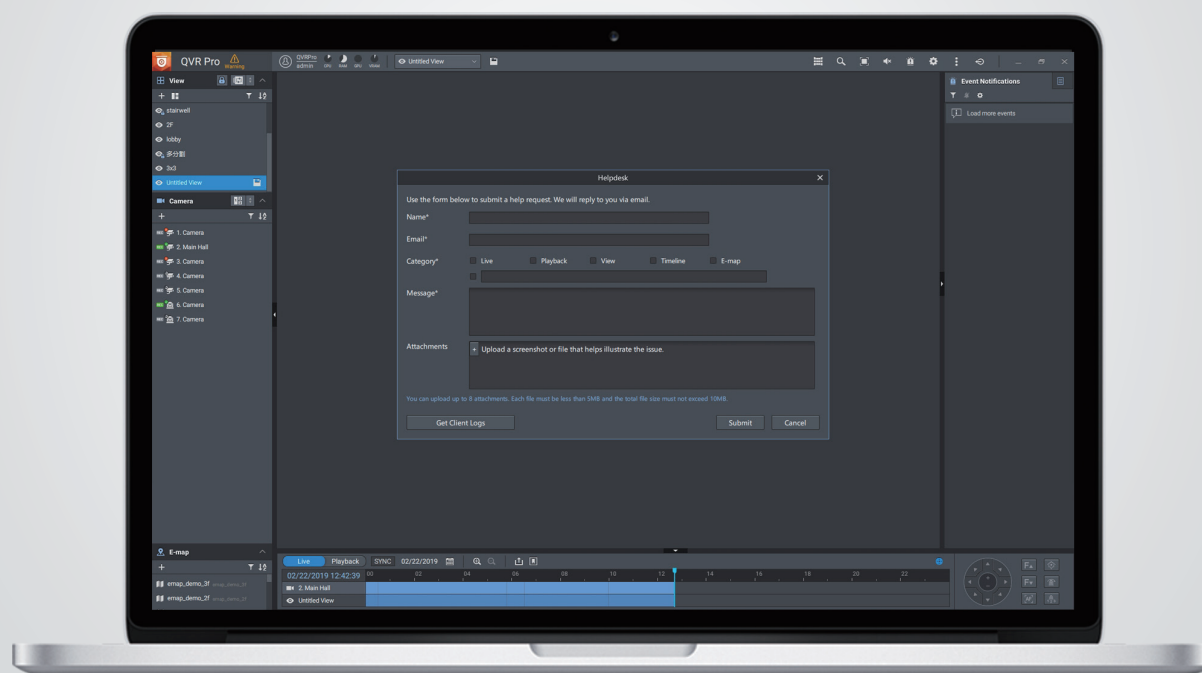 QVR Pro
Warning
QVRPro
admin
CPU
RAM
GPU
VRAM
Untitled View
View
stairwell
2F
lobby
多分割
3x3
Untitled View
Camera
1. Camera
2. Main Hall
3. Camera
4. Camera
5. Camera
6. Camera
7. Camera
E-map
emap_demo_3f emap_demo_3f
emap_demo_2f emap_demo_2f
Event Notifications
Load more events
Helpdesk
Use the form below to submit a help request. We will reply to you via email.
Name*
Email*
Category*
Live
Playback
View
Timeline
E-map
Message*
Attachments
+ Upload a screenshot or file that helps illustrate the issue.
You can upload up to 8 attachments. Each file must be less than 5MB and the total file size must not exceed 10MB.
Get Client Logs
Submit
Cancel
Live
Playback
SYNC
02/22/2019
02/22/2019 12:42:39
00 02 04 06 08 10 12 14 16 18 20 22
2. Main Hall
Untitled View